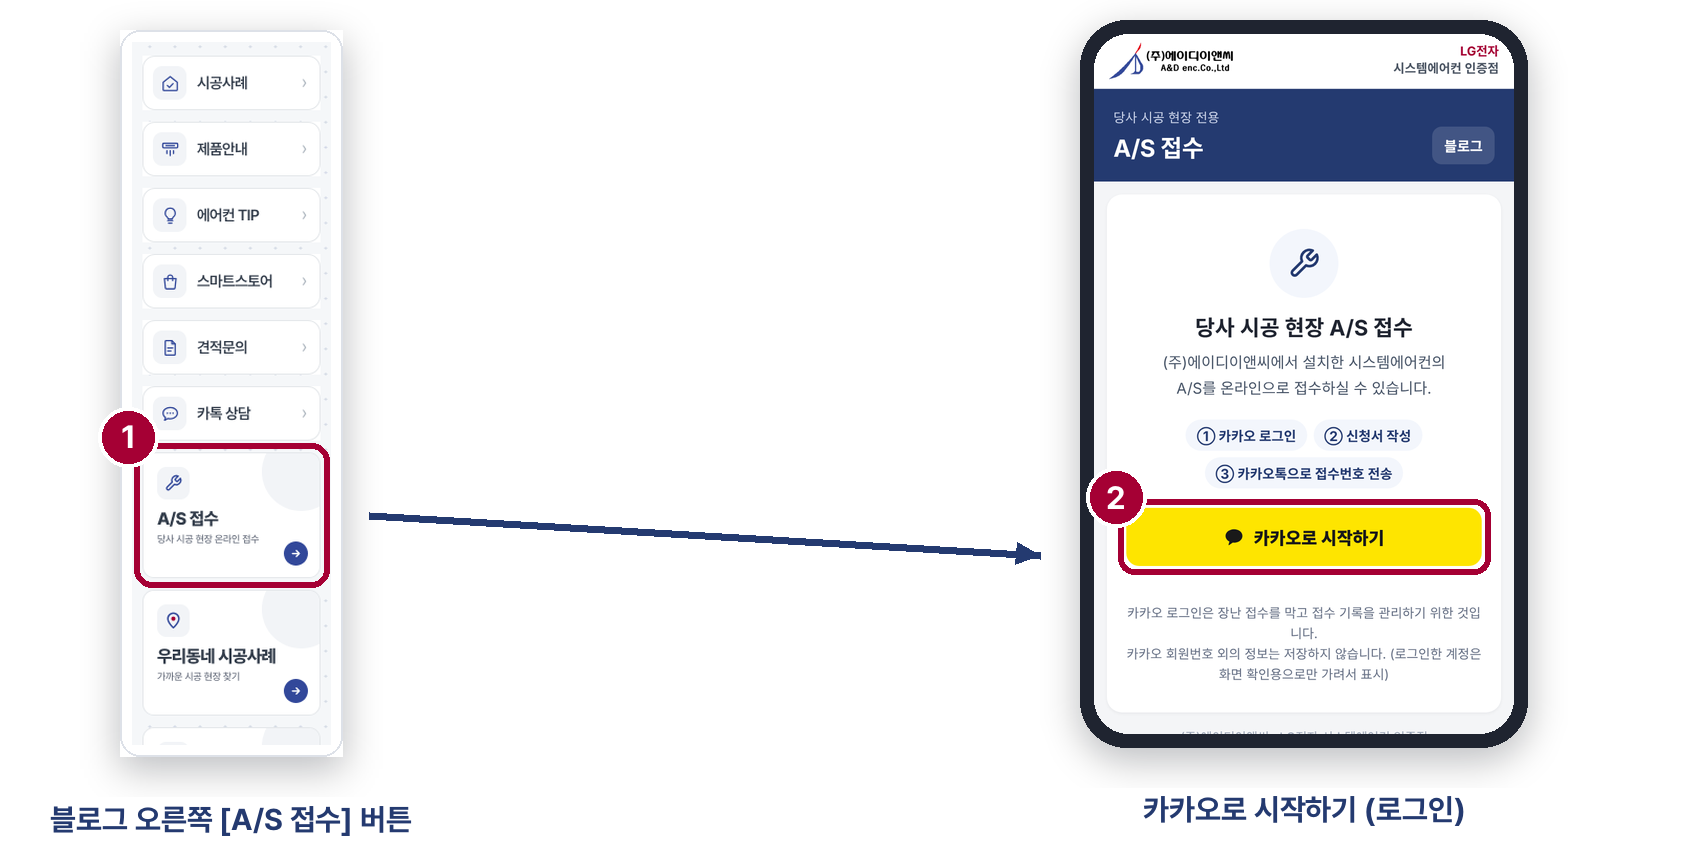 시공사례
제품안내
에어컨 TIP
스마트스토어
견적문의
카톡 상담
1
A/S 접수
당사 시공 현장 온라인 접수
우리동네 시공사례
가까운 시공 현장 찾기
블로그 오른쪽 [A/S 접수] 버튼
(주)에이디이앤씨
A&D enc.Co.,Ltd
LG전자
시스템에어컨 인증점
당사 시공 현장 전용
A/S 접수
블로그
당사 시공 현장 A/S 접수
(주)에이디이앤씨에서 설치한 시스템에어컨의
A/S를 온라인으로 접수하실 수 있습니다.
① 카카오 로그인
② 신청서 작성
③ 카카오톡으로 접수번호 전송
2
카카오로 시작하기
카카오 로그인은 장난 접수를 막고 접수 기록을 관리하기 위한 것입
니다.
카카오 회원번호 외의 정보는 저장하지 않습니다. (로그인한 계정은
화면 확인용으로만 가려서 표시)
카카오로 시작하기 (로그인)